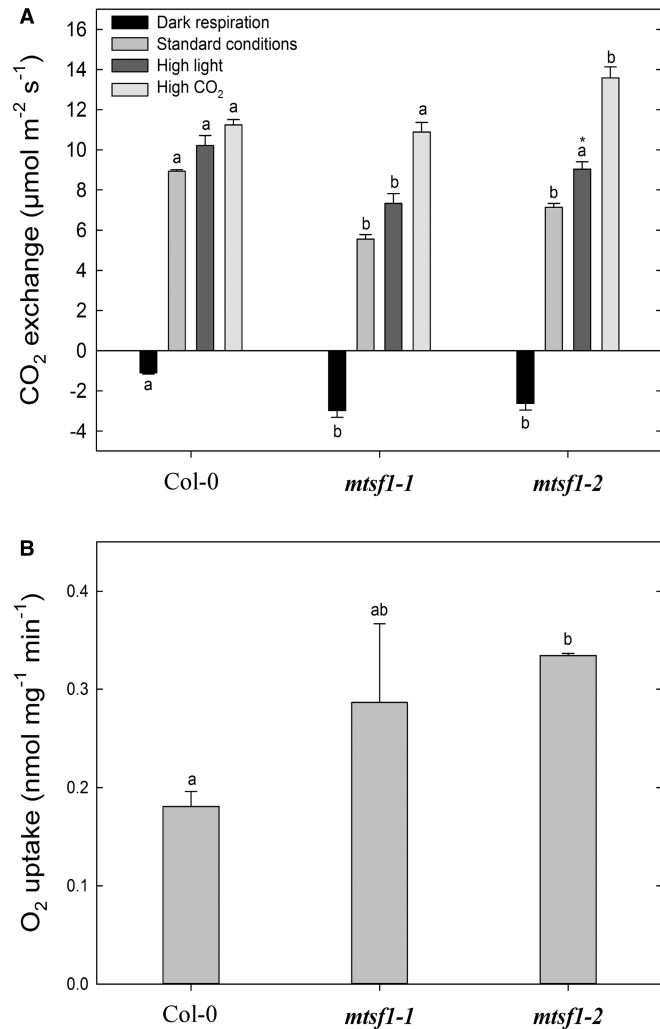 A
Dark respiration
Standard conditions
High light
High CO₂
CO₂ exchange (µmol m⁻² s⁻¹)
16
14
12
10
8
6
4
2
0
-2
-4
a
a
a
a
b
b
b
a
b
b
*
a
b
Col-0
mtsf1-1
mtsf1-2
B
O₂ uptake (nmol mg⁻¹ min⁻¹)
0.4
0.3
0.2
0.1
0.0
a
ab
b
Col-0
mtsf1-1
mtsf1-2